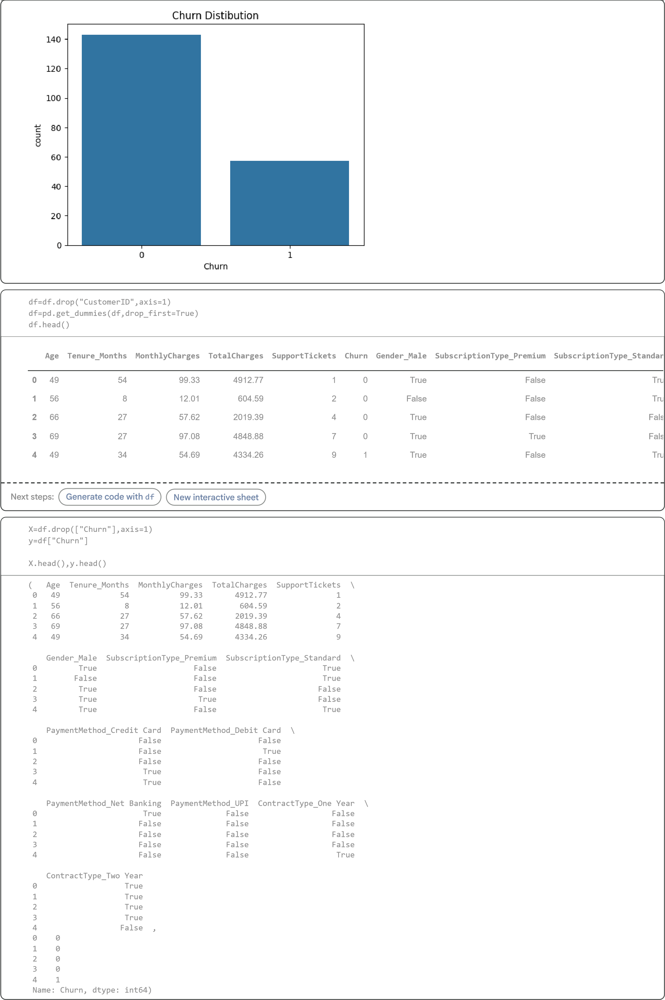 Churn Distibution
140
120
100
80
60
40
20
0
count
0 1
Churn
df=df.drop("CustomerID",axis=1)
df=pd.get_dummies(df,drop_first=True)
df.head()
Age Tenure_Months MonthlyCharges TotalCharges SupportTickets Churn Gender_Male SubscriptionType_Premium SubscriptionType_Standar
0 49 54 99.33 4912.77 1 0 True False Tru
1 56 8 12.01 604.59 2 0 False False Tru
2 66 27 57.62 2019.39 4 0 True False Fals
3 69 27 97.08 4848.88 7 0 True True Fals
4 49 34 54.69 4334.26 9 1 True False Tru
Next steps: Generate code with df New interactive sheet
X=df.drop(["Churn"],axis=1)
y=df["Churn"]
X.head(),y.head()
( Age Tenure_Months MonthlyCharges TotalCharges SupportTickets \
0 49 54 99.33 4912.77 1
1 56 8 12.01 604.59 2
2 66 27 57.62 2019.39 4
3 69 27 97.08 4848.88 7
4 49 34 54.69 4334.26 9
Gender_Male SubscriptionType_Premium SubscriptionType_Standard \
0 True False True
1 False False True
2 True False False
3 True True False
4 True False True
PaymentMethod_Credit Card PaymentMethod_Debit Card \
0 False False
1 False True
2 False False
3 True False
4 True False
PaymentMethod_Net Banking PaymentMethod_UPI ContractType_One Year \
0 True False False
1 False False False
2 False False False
3 False False False
4 False False True
ContractType_Two Year
0 True
1 True
2 True
3 True
4 False ,
0 0
1 0
2 0
3 0
4 1
Name: Churn, dtype: int64)